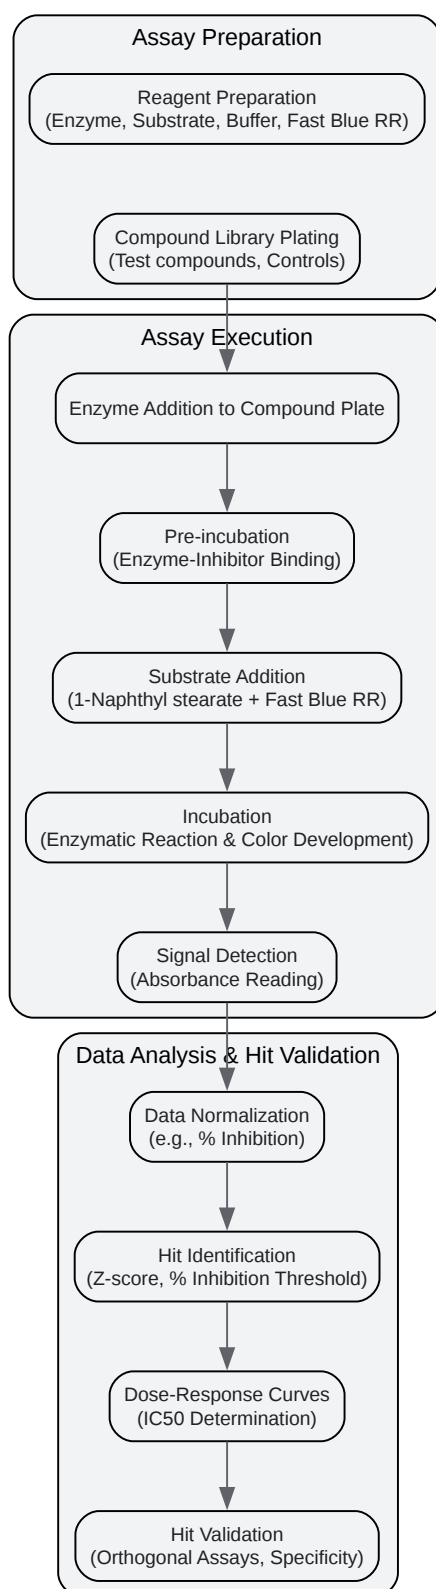 Assay Preparation
Reagent Preparation
(Enzyme, Substrate, Buffer, Fast Blue RR)
Compound Library Plating
(Test compounds, Controls)
Assay Execution
Enzyme Addition to Compound Plate
Pre-incubation
(Enzyme-Inhibitor Binding)
Substrate Addition
(1-Naphthyl stearate + Fast Blue RR)
Incubation
(Enzymatic Reaction & Color Development)
Signal Detection
(Absorbance Reading)
Data Analysis & Hit Validation
Data Normalization
(e.g., % Inhibition)
Hit Identification
(Z-score, % Inhibition Threshold)
Dose-Response Curves
(IC50 Determination)
Hit Validation
(Orthogonal Assays, Specificity)